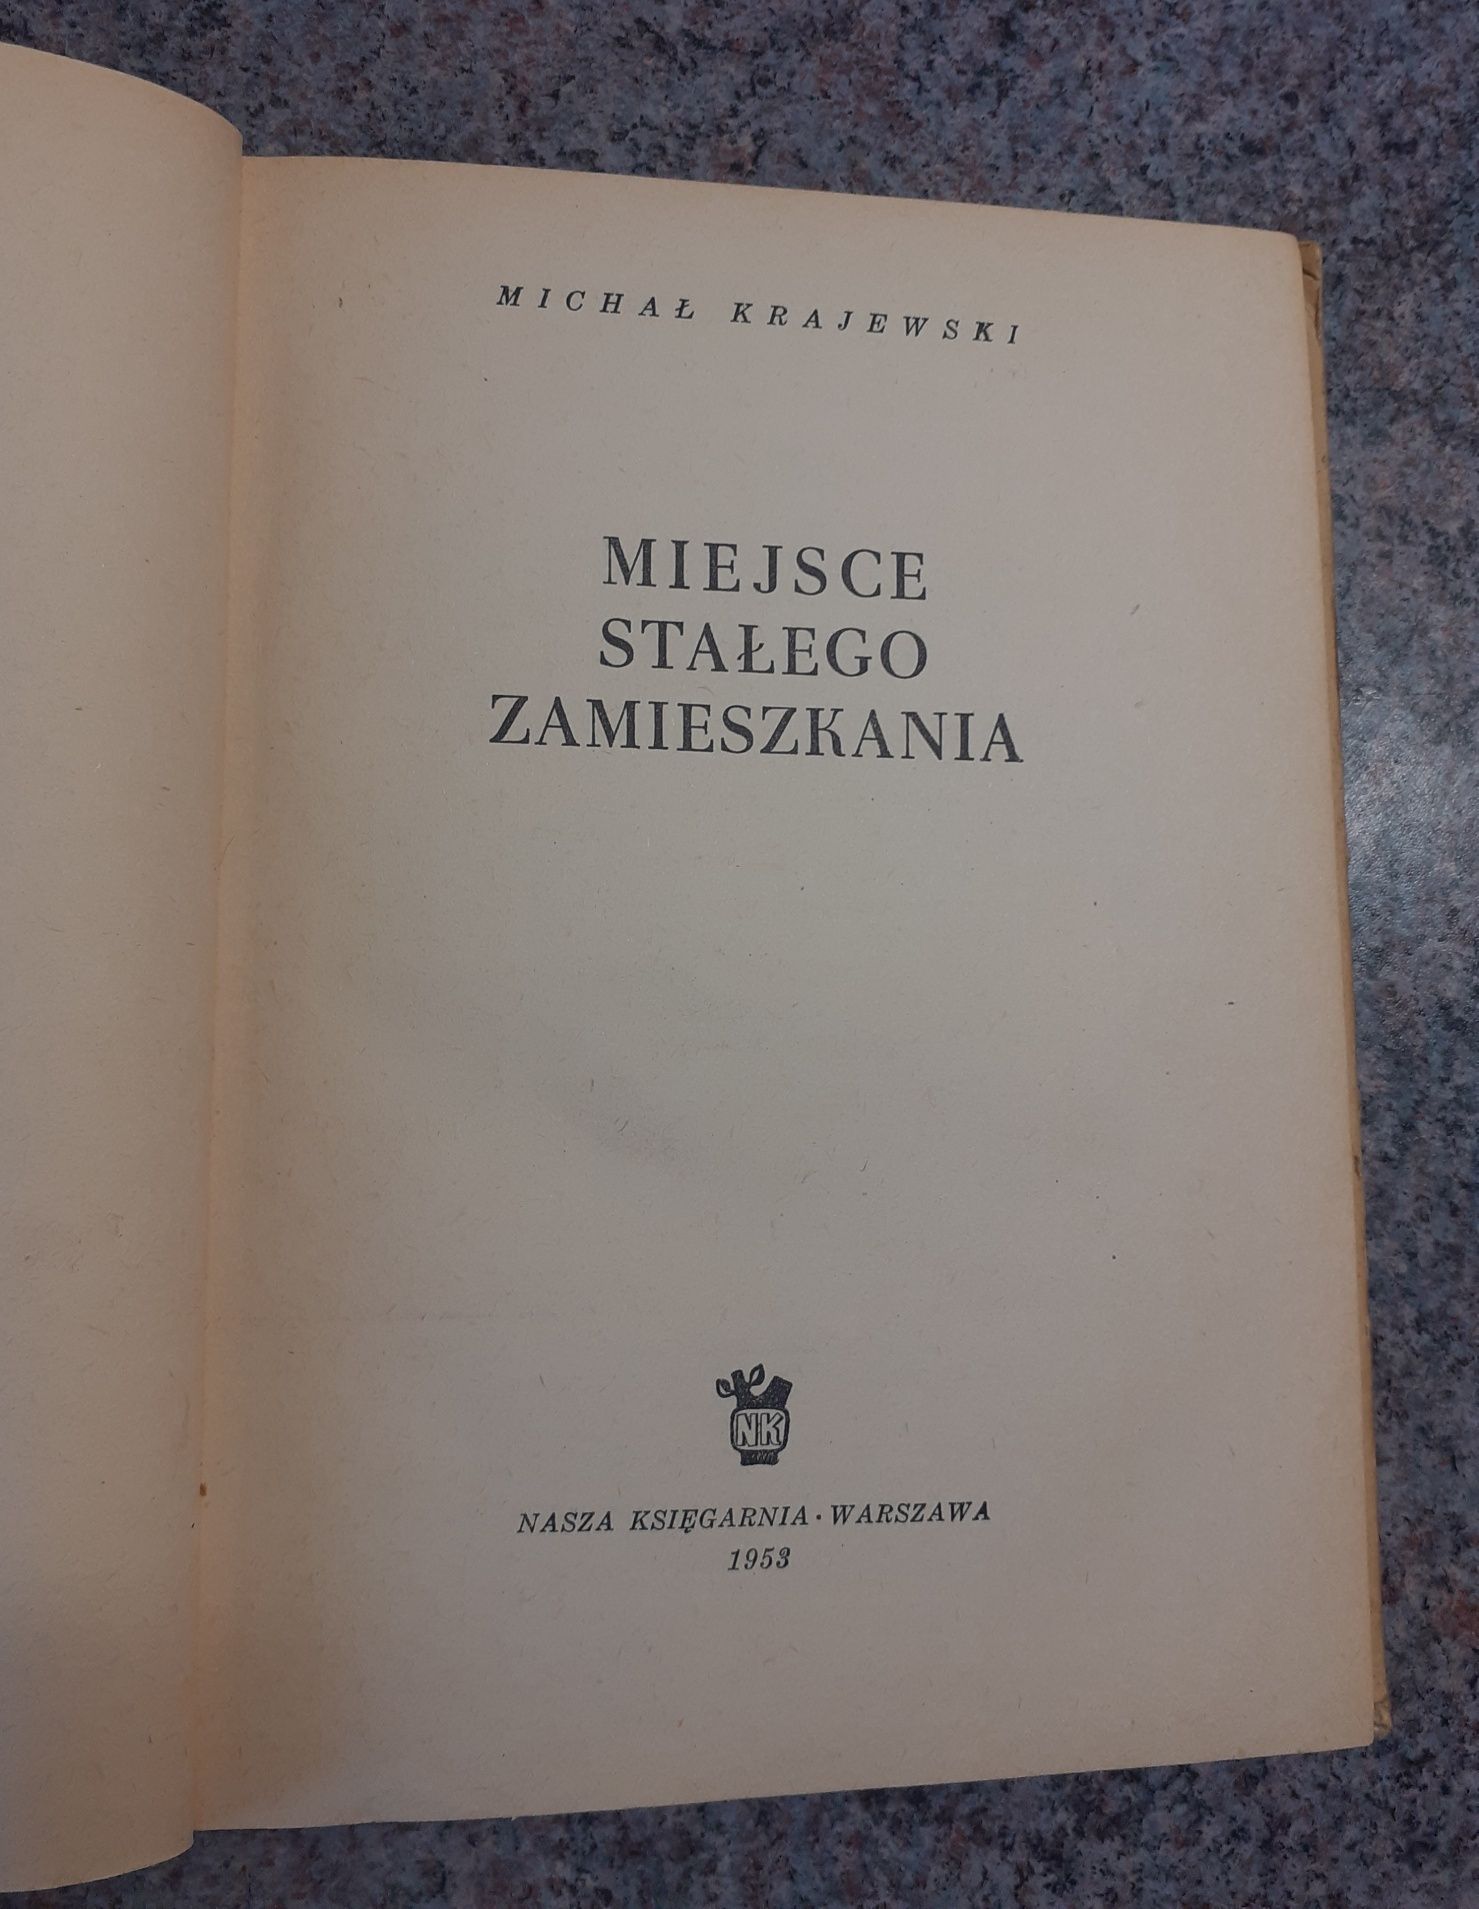 MICHAŁ KRAJEWSKI
MIEJSCE
STAŁEGO
ZAMIESZKANIA
NK
NASZA KSIĘGARNIA · WARSZAWA
1953